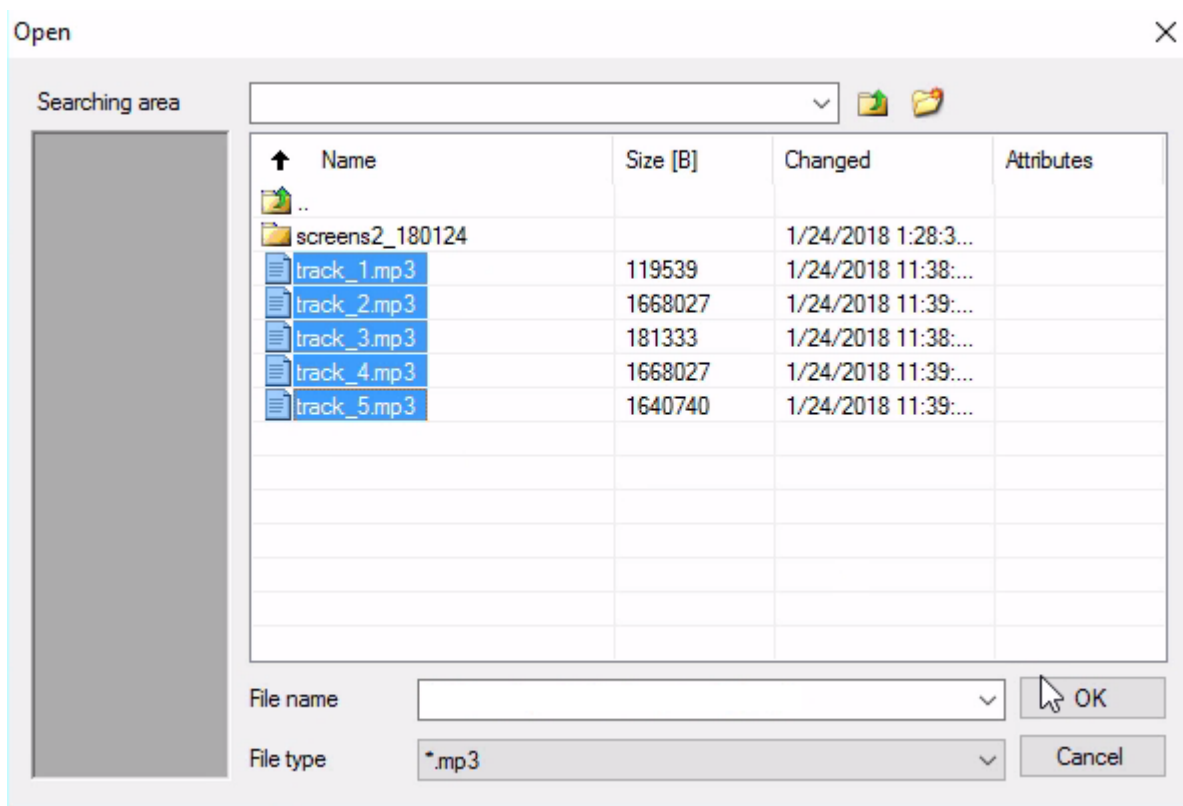 Open
Searching area
Name Size [B] Changed Attributes
..
screens2_180124 1/24/2018 1:28:3...
track_1.mp3 119539 1/24/2018 11:38:...
track_2.mp3 1668027 1/24/2018 11:39:...
track_3.mp3 181333 1/24/2018 11:38:...
track_4.mp3 1668027 1/24/2018 11:39:...
track_5.mp3 1640740 1/24/2018 11:39:...
File name OK
File type *.mp3 Cancel